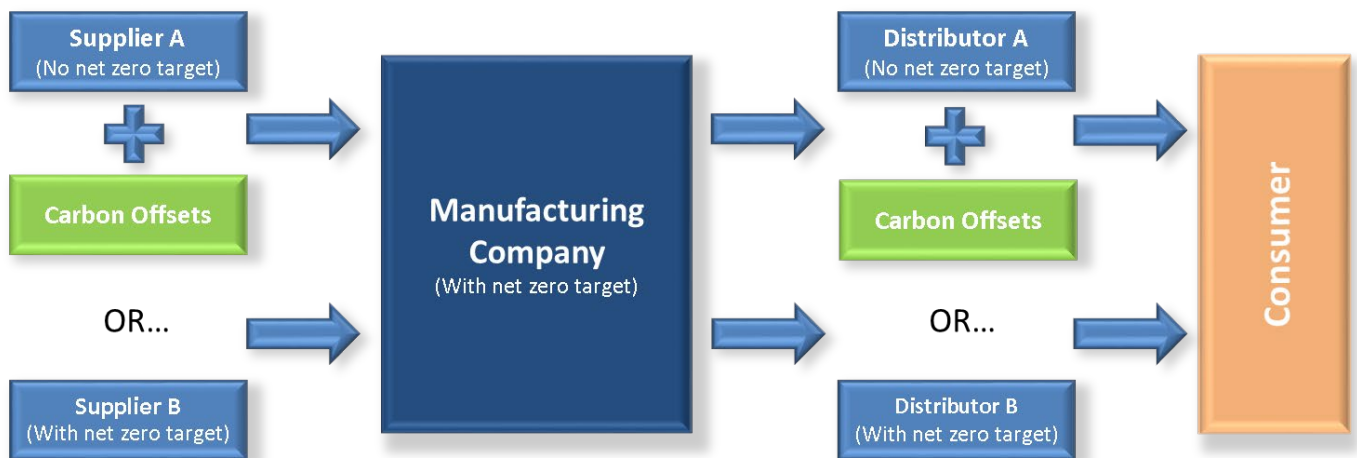 Supplier A
(No net zero target)
Carbon Offsets
OR...
Supplier B
(With net zero target)
Manufacturing
Company
(With net zero target)
Distributor A
(No net zero target)
Carbon Offsets
OR...
Distributor B
(With net zero target)
Consumer